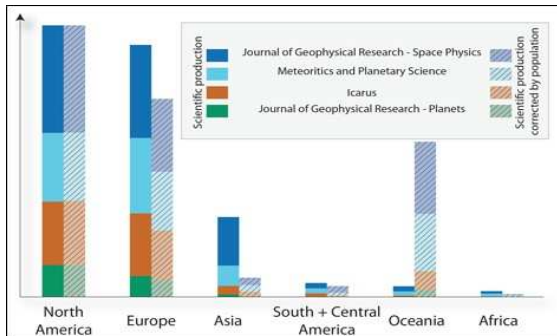 Scientific production
Journal of Geophysical Research - Space Physics
Meteoritics and Planetary Science
Icarus
Journal of Geophysical Research - Planets
Scientific production
corrected by population
North
America
Europe
Asia
South + Central
America
Oceania
Africa